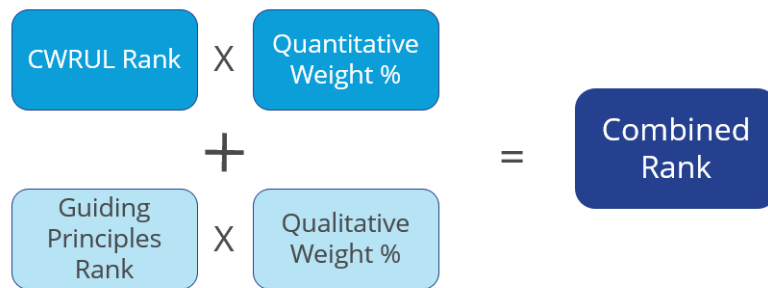 CWRUL Rank X Quantitative
Weight %
+
= Combined
Rank
Guiding
Principles
Rank X Qualitative
Weight %